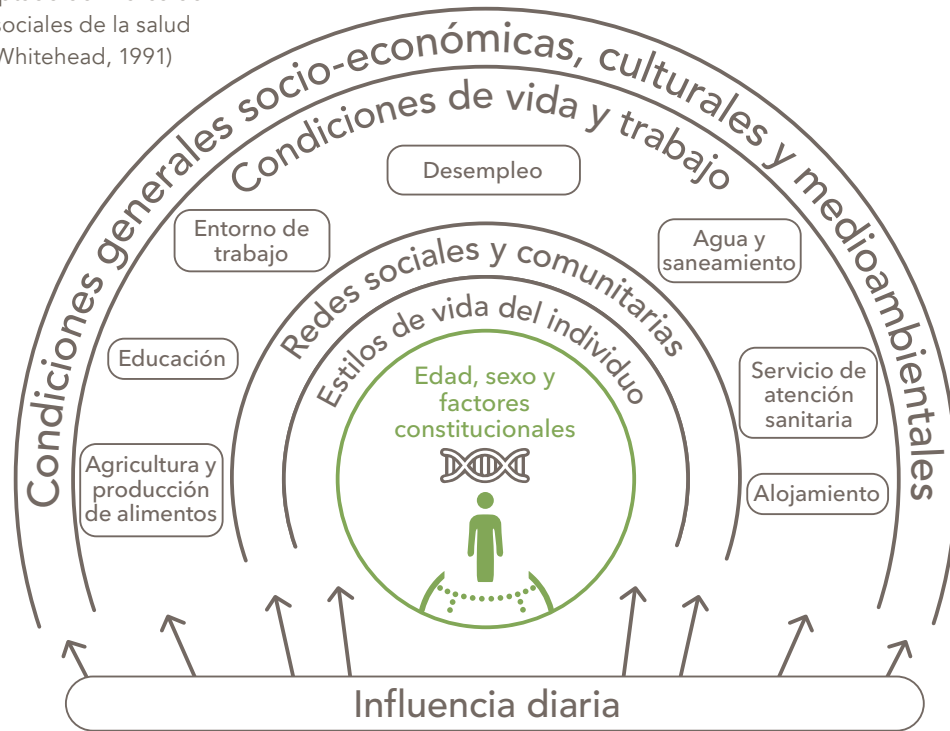 sociales de la salud
Whitehead, 1991)
Condiciones generales socio-económicas, culturales y medioambientales
Condiciones de vida y trabajo
Desempleo
Entorno de
trabajo
Agua y
saneamiento
Redes sociales y comunitarias
Estilos de vida del individuo
Educación
Servicio de
atención
sanitaria
Edad, sexo y
factores
constitucionales
Agricultura y
producción
de alimentos
Alojamiento
Influencia diaria